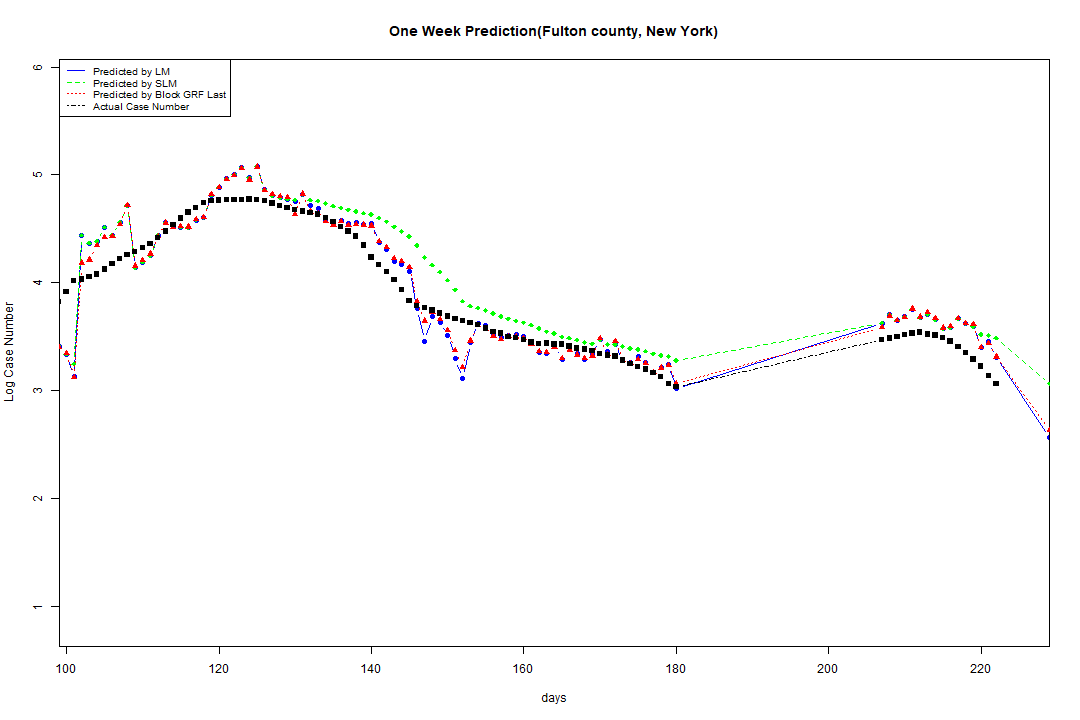 One Week Prediction(Fulton county, New York)
Predicted by LM
Predicted by SLM
Predicted by Block GRF Last
Actual Case Number
6
5
4
3
2
1
Log Case Number
100 120 140 160 180 200 220
days